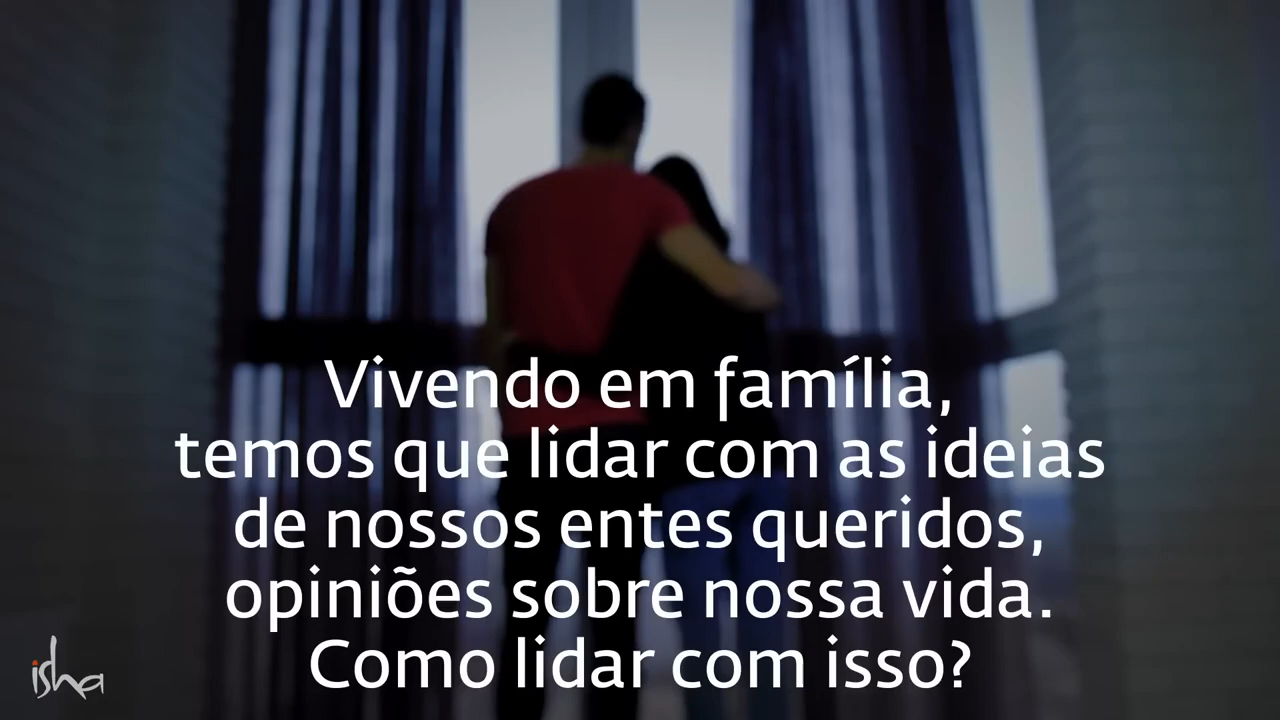 Vivendo em família,
temos que lidar com as ideias
de nossos entes queridos,
opiniões sobre nossa vida.
Como lidar com isso?
isha